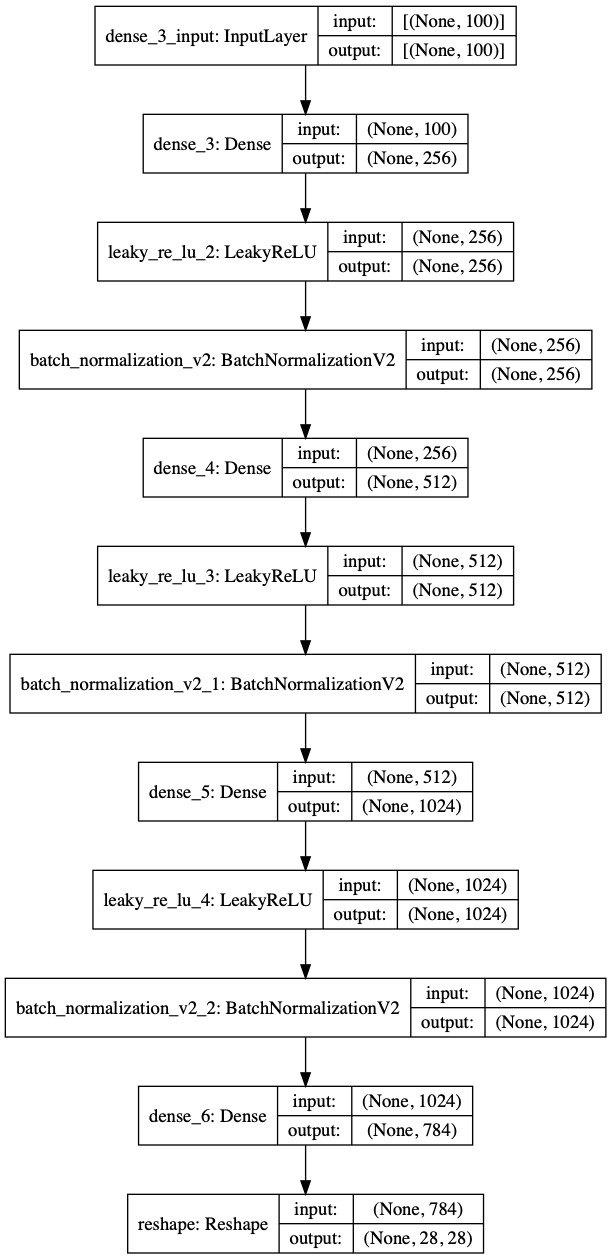 dense_3_input: InputLayer
input: [(None, 100)]
output: [(None, 100)]
dense_3: Dense
input: (None, 100)
output: (None, 256)
leaky_re_lu_2: LeakyReLU
input: (None, 256)
output: (None, 256)
batch_normalization_v2: BatchNormalizationV2
input: (None, 256)
output: (None, 256)
dense_4: Dense
input: (None, 256)
output: (None, 512)
leaky_re_lu_3: LeakyReLU
input: (None, 512)
output: (None, 512)
batch_normalization_v2_1: BatchNormalizationV2
input: (None, 512)
output: (None, 512)
dense_5: Dense
input: (None, 512)
output: (None, 1024)
leaky_re_lu_4: LeakyReLU
input: (None, 1024)
output: (None, 1024)
batch_normalization_v2_2: BatchNormalizationV2
input: (None, 1024)
output: (None, 1024)
dense_6: Dense
input: (None, 1024)
output: (None, 784)
reshape: Reshape
input: (None, 784)
output: (None, 28, 28)